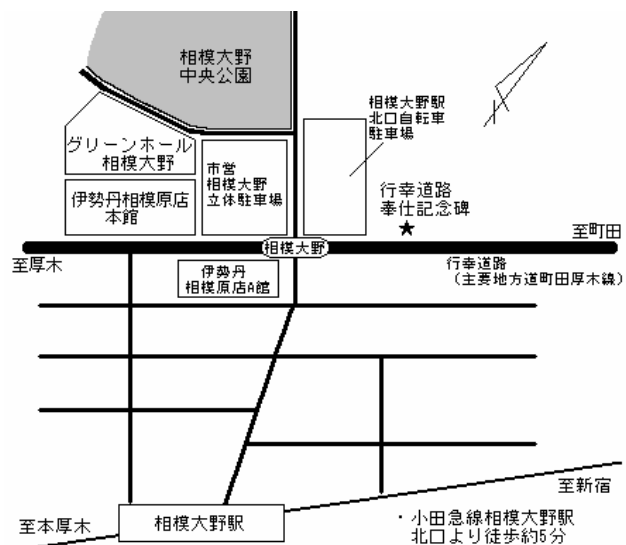 相模大野
中央公園
相模大野駅
北口自転車
駐車場
グリーンホール
相模大野
市営
相模大野
立体駐車場
伊勢丹相模原店
本館
行幸道路
奉仕記念碑
至町田
相模大野
至厚木
伊勢丹
相模原店A館
行幸道路
(主要地方道町田厚木線)
至新宿
至本厚木
相模大野駅
・小田急線相模大野駅
北口より徒歩約5分